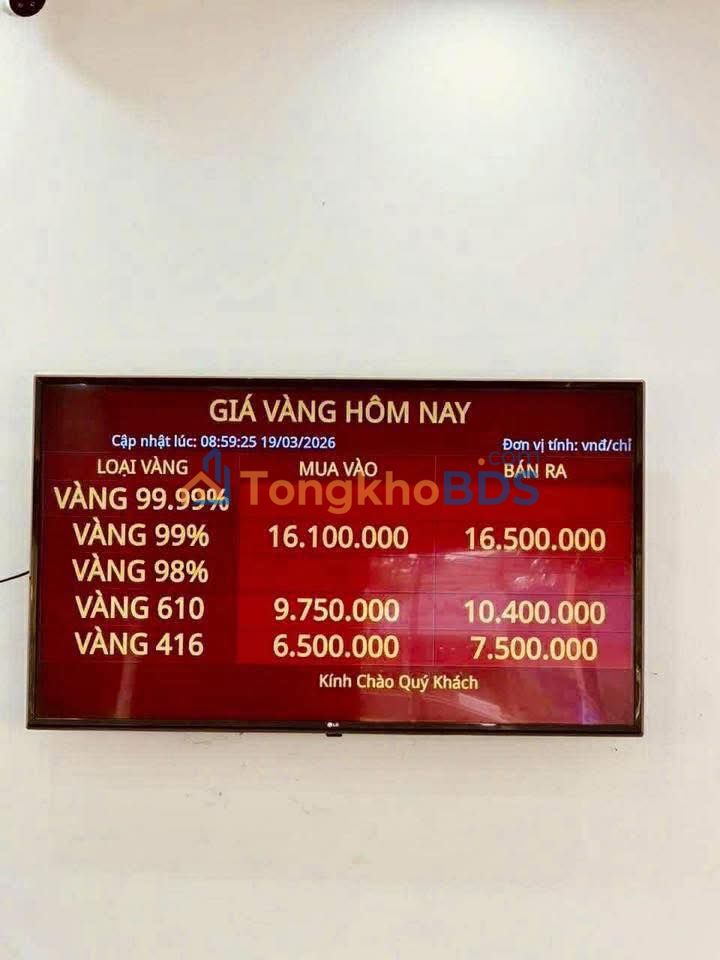 GIÁ VÀNG HÔM NAY
Cập nhật lúc: 08:59:25 19/03/2026 Đơn vị tính: vnđ/chỉ
LOẠI VÀNG MUA VÀO BÁN RA
VÀNG 99.99%
TongkhoBDS.com
VÀNG 99% 16.100.000 16.500.000
VÀNG 98%
VÀNG 610 9.750.000 10.400.000
VÀNG 416 6.500.000 7.500.000
Kính Chào Quý Khách
LG